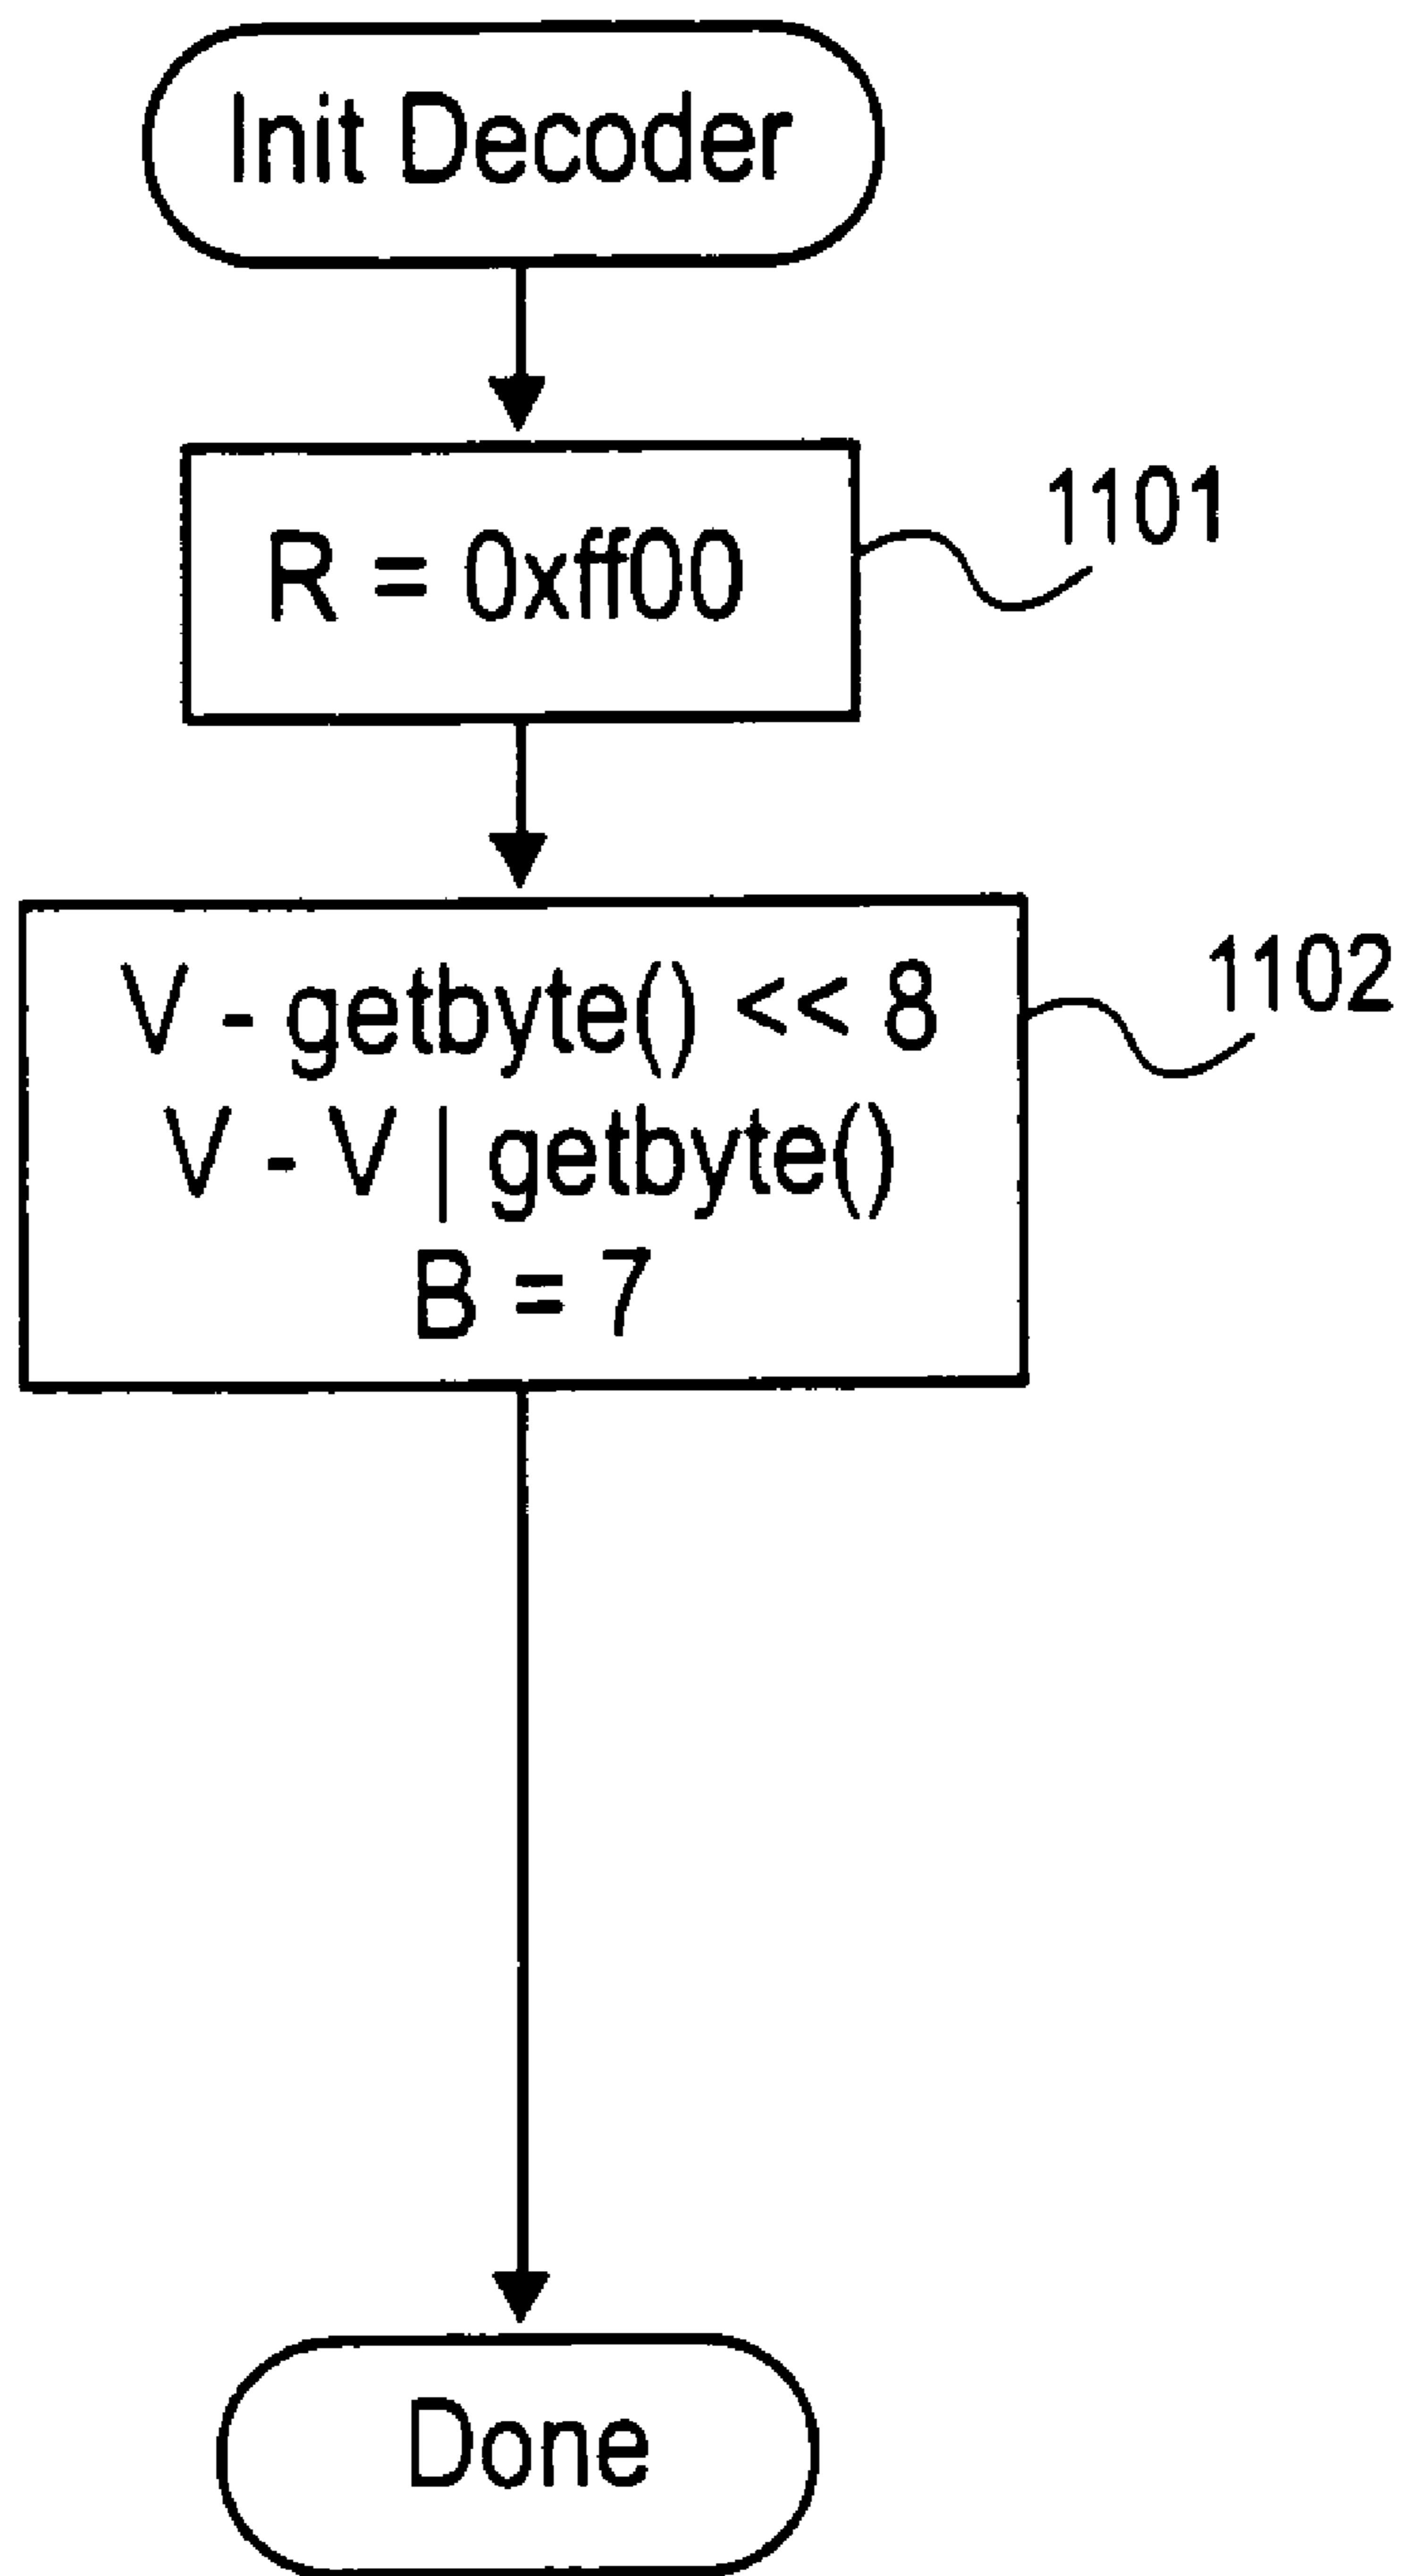 Init Decoder
R = 0xff00
1101
V - getbyte() << 8
1102
V - V | getbyte()
B = 7
Done